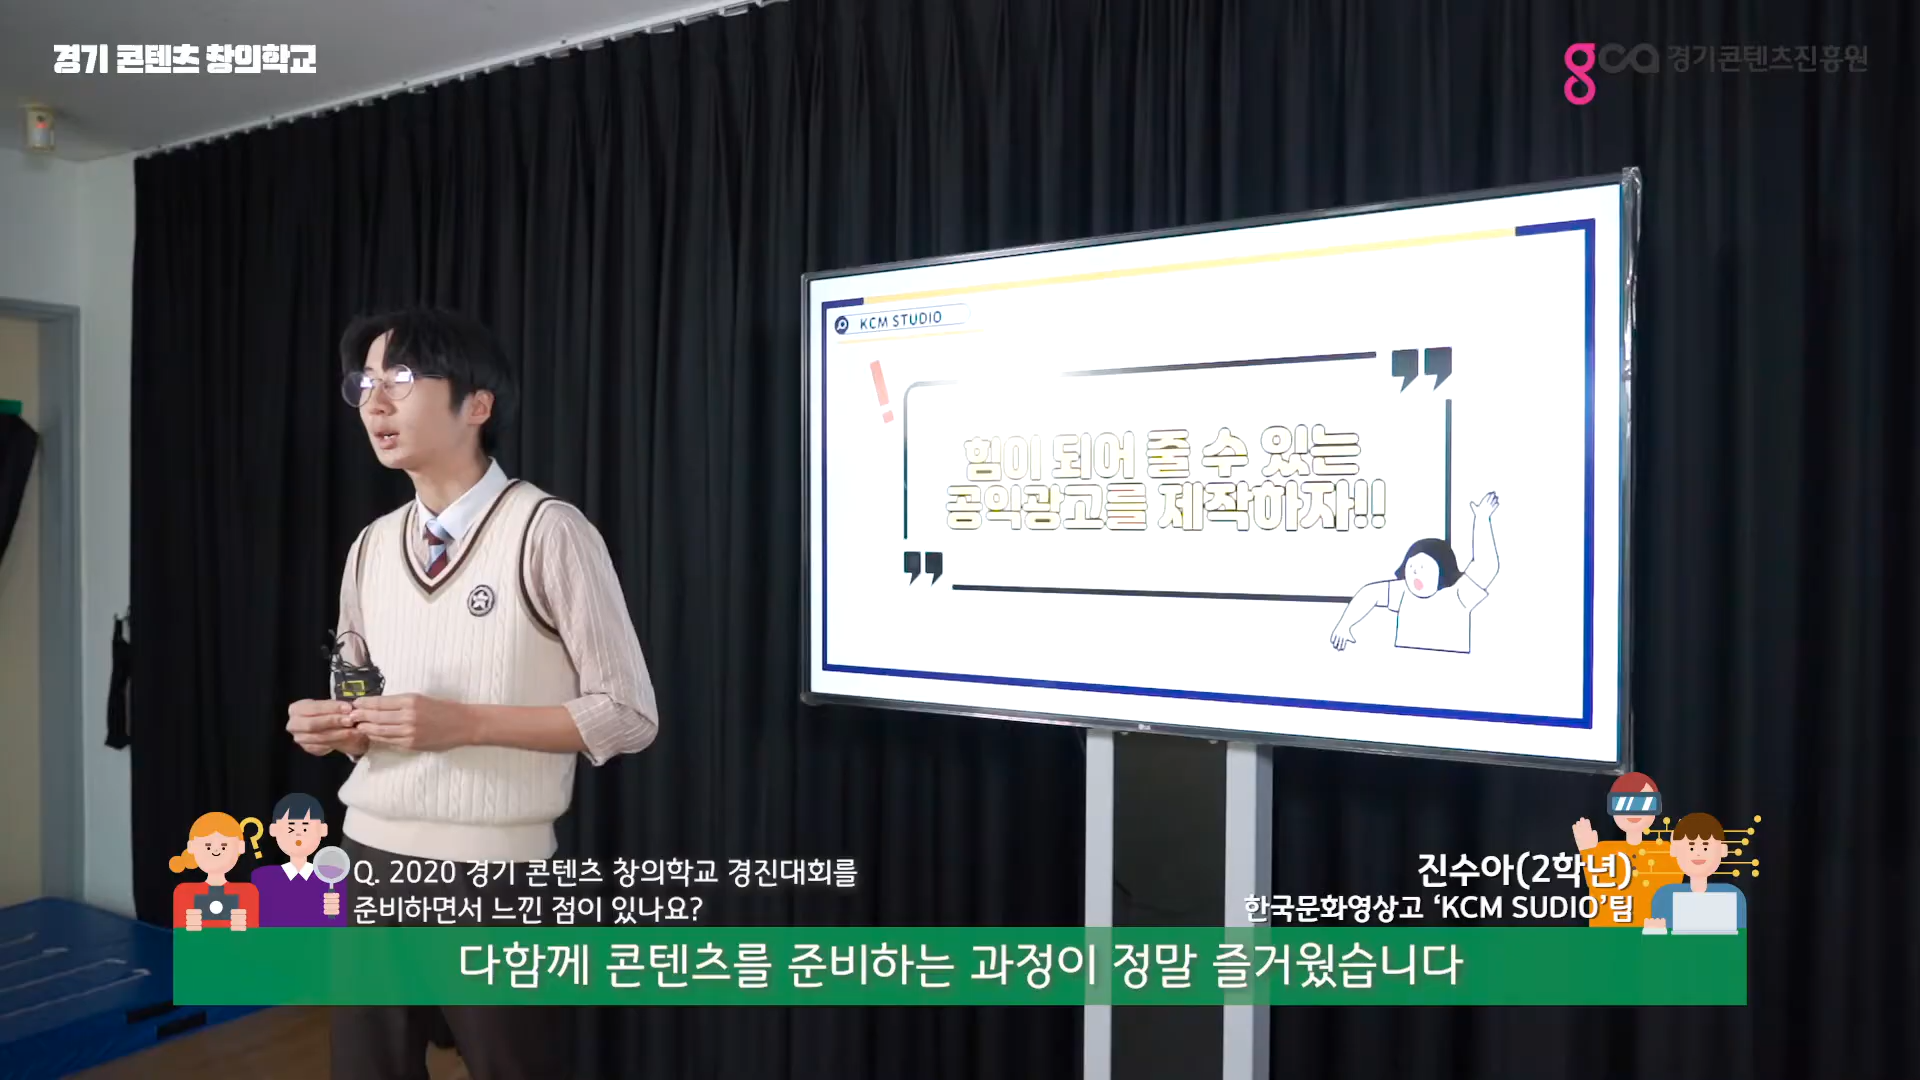 경기 콘텐츠 창의학교
gca 경기콘텐츠진흥원
KCM STUDIO
힘이 되어 줄 수 있는
공익광고를 제작하자!!
Q. 2020 경기 콘텐츠 창의학교 경진대회를
준비하면서 느낀 점이 있나요?
진수아(2학년)
한국문화영상고 ‘KCM SUDIO’팀
다함께 콘텐츠를 준비하는 과정이 정말 즐거웠습니다